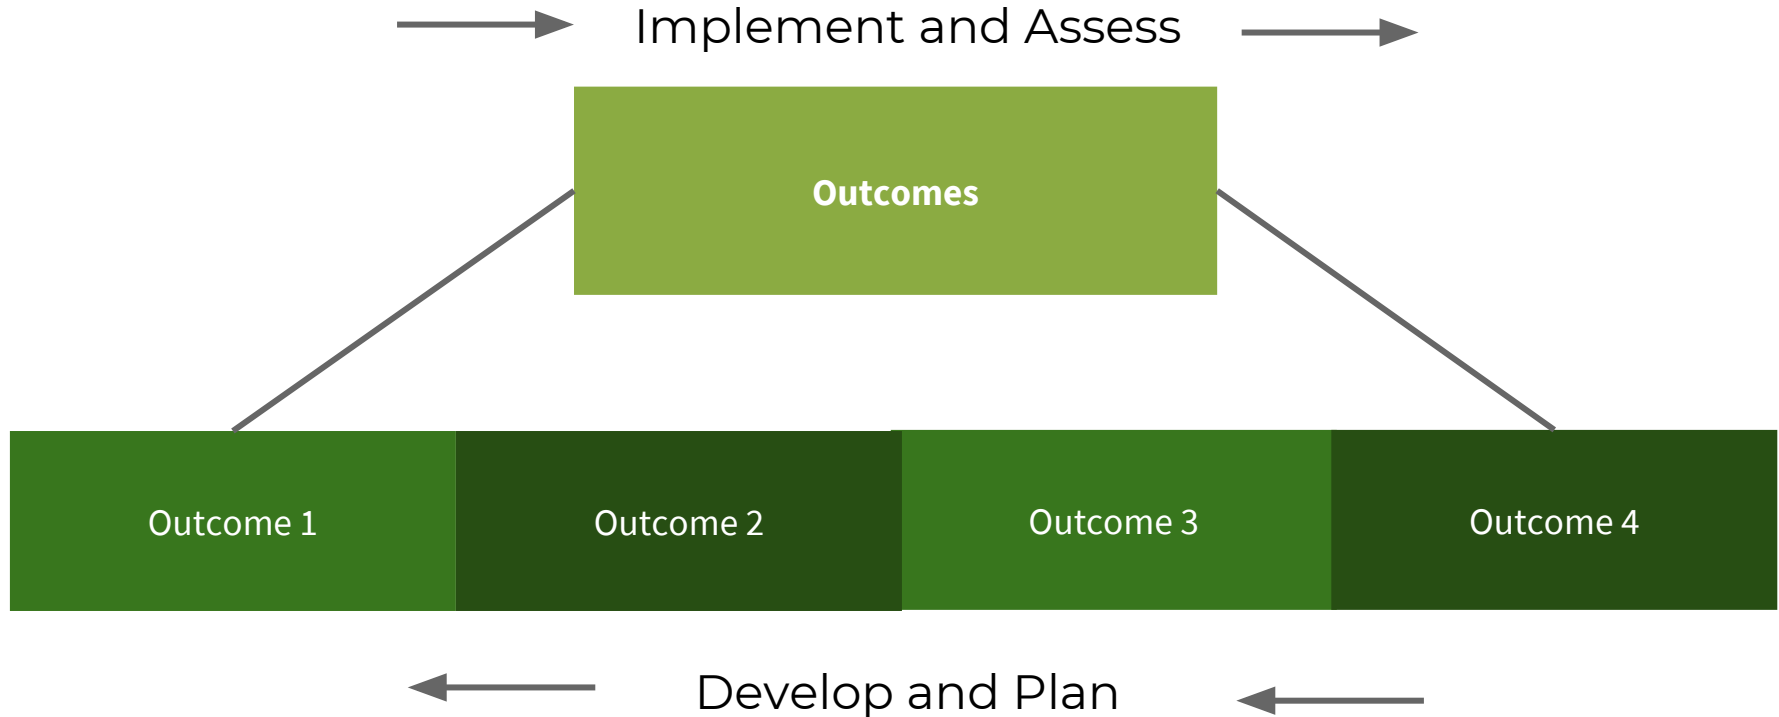 Implement and Assess
Outcomes
Outcome 1
Outcome 2
Outcome 3
Outcome 4
Develop and Plan